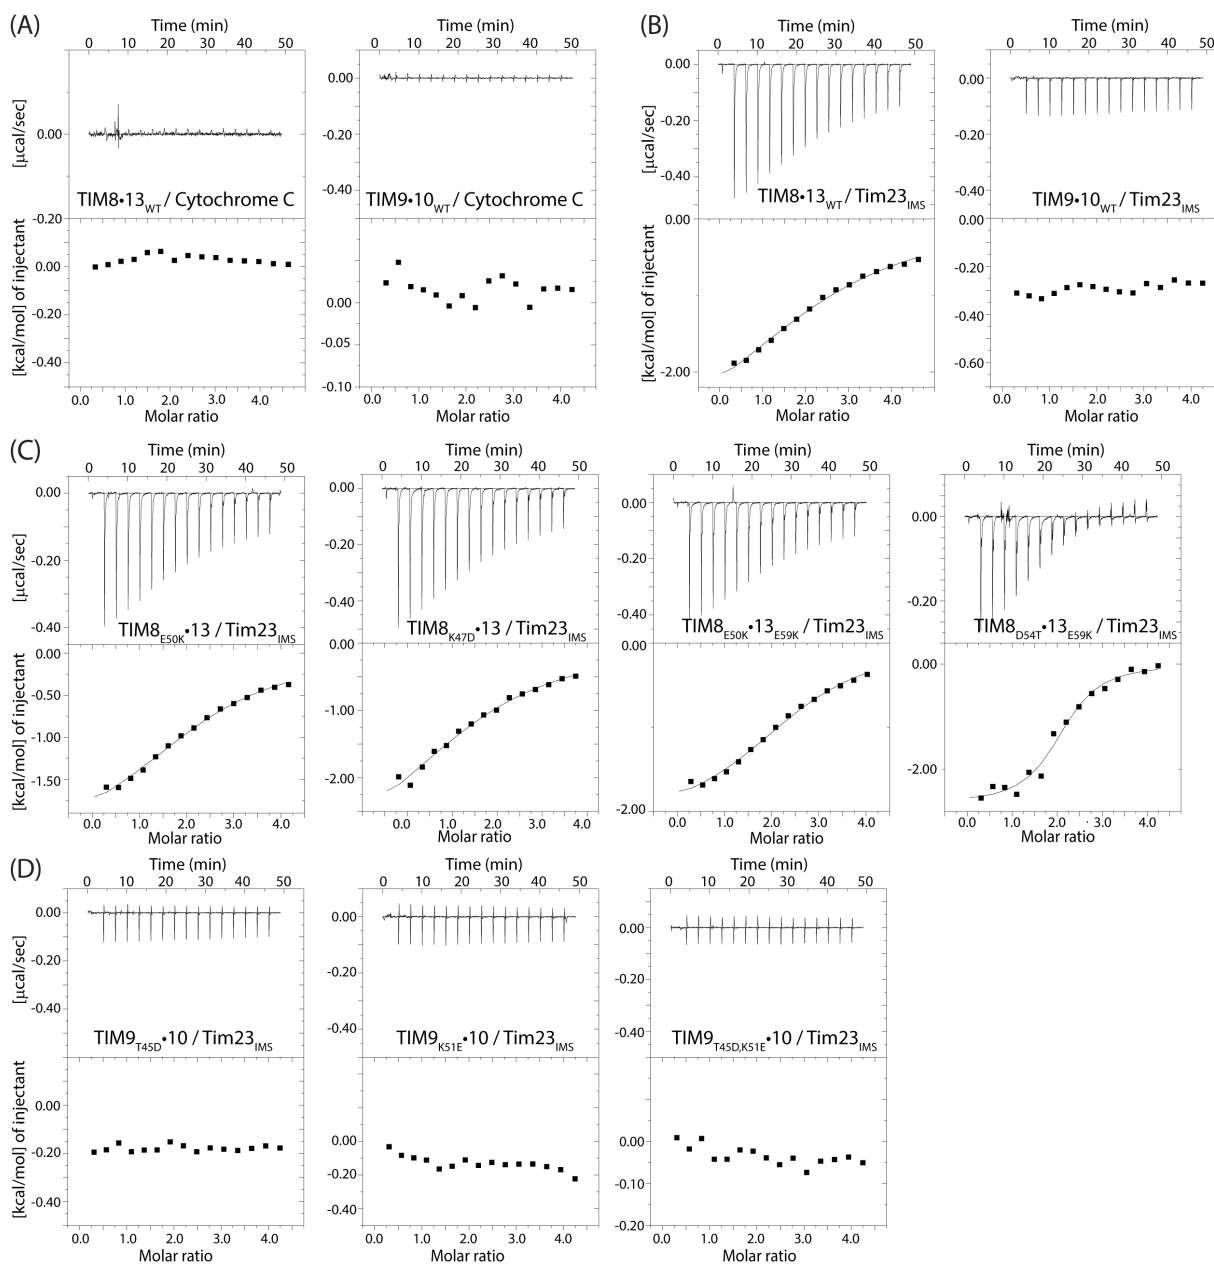 (A)
Time (min)
0 10 20 30 40 50
[μcal/sec]
0.00
TIM8•13WT / Cytochrome C
[kcal/mol] of injectant
-0.20
0.00
-0.20
-0.40
0.0 1.0 2.0 3.0 4.0
Molar ratio
Time (min)
0 10 20 30 40 50
0.00
-0.20
-0.40
TIM9•10WT / Cytochrome C
0.00
-0.05
-0.10
0.0 1.0 2.0 3.0 4.0
Molar ratio
(B)
Time (min)
0 10 20 30 40 50
[μcal/sec]
0.00
-0.20
-0.40
TIM8•13WT / Tim23IMS
[kcal/mol] of injectant
0.00
-2.00
0.0 1.0 2.0 3.0 4.0
Molar ratio
Time (min)
0 10 20 30 40 50
0.00
-0.20
-0.40
TIM9•10WT / Tim23IMS
0.00
-0.20
-0.40
-0.60
0.0 1.0 2.0 3.0 4.0
Molar ratio
(C)
Time (min)
0 10 20 30 40 50
[μcal/sec]
0.00
-0.20
-0.40
TIM8E50K•13 / Tim23IMS
[kcal/mol] of injectant
0.00
-0.50
-1.00
-1.50
0.0 1.0 2.0 3.0 4.0
Molar ratio
Time (min)
0 10 20 30 40 50
0.00
-0.20
-0.40
TIM8K47D•13 / Tim23IMS
0.00
-1.00
-2.00
0.0 1.0 2.0 3.0 4.0
Molar ratio
Time (min)
0 10 20 30 40 50
0.00
-0.20
-0.40
TIM8E50K•13E59K / Tim23IMS
0.00
-1.00
-2.00
0.0 1.0 2.0 3.0 4.0
Molar ratio
Time (min)
0 10 20 30 40 50
0.00
-0.20
TIM8D54T•13E59K / Tim23IMS
0.00
-2.00
0.0 1.0 2.0 3.0 4.0
Molar ratio
(D)
Time (min)
0 10 20 30 40 50
[μcal/sec]
0.00
-0.20
-0.40
TIM9T45D•10 / Tim23IMS
[kcal/mol] of injectant
0.00
-0.20
-0.40
0.0 1.0 2.0 3.0 4.0
Molar ratio
Time (min)
0 10 20 30 40 50
0.00
-0.20
-0.40
TIM9K51E•10 / Tim23IMS
0.00
-0.20
-0.40
0.0 1.0 2.0 3.0 4.0
Molar ratio
Time (min)
0 10 20 30 40 50
0.00
-0.20
-0.40
TIM9T45D,K51E•10 / Tim23IMS
0.00
-0.10
-0.20
0.0 1.0 2.0 3.0 4.0
Molar ratio